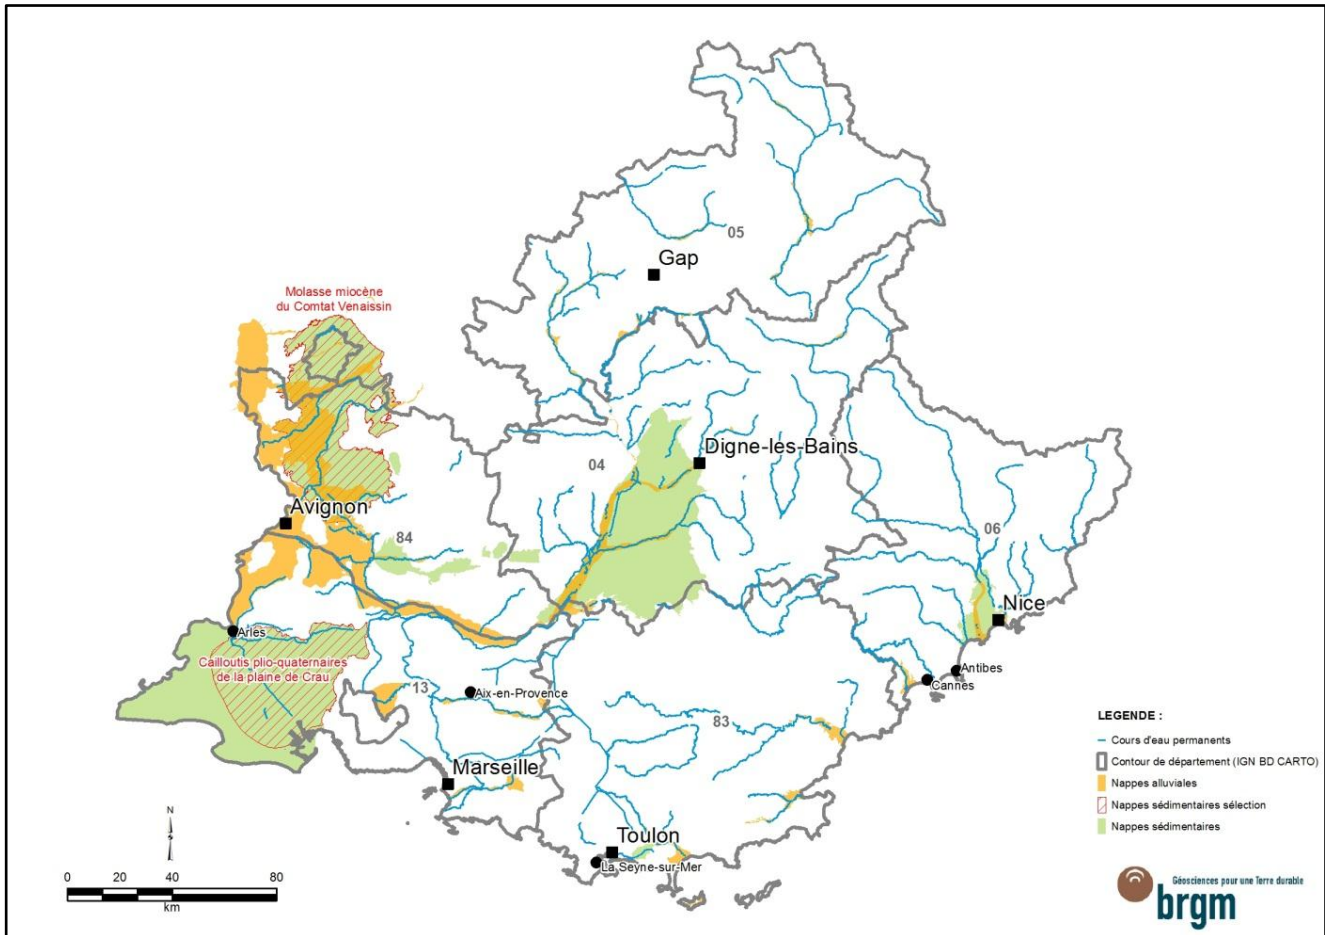 05
Gap
Molasse miocène
du Comtat Venaissin
Digne-les-Bains
04
Avignon
84
06
Nice
Arles
Cailloutis plio-quaternaires
de la plaine de Crau
13
Aix-en-Provence
Antibes
Cannes
83
Marseille
Toulon
La Seyne-sur-Mer
N
0 20 40 80
km
LEGENDE :
Cours d'eau permanents
Contour de département (IGN BD CARTO)
Nappes alluviales
Nappes sédimentaires sélection
Nappes sédimentaires
Géosciences pour une Terre durable
brgm